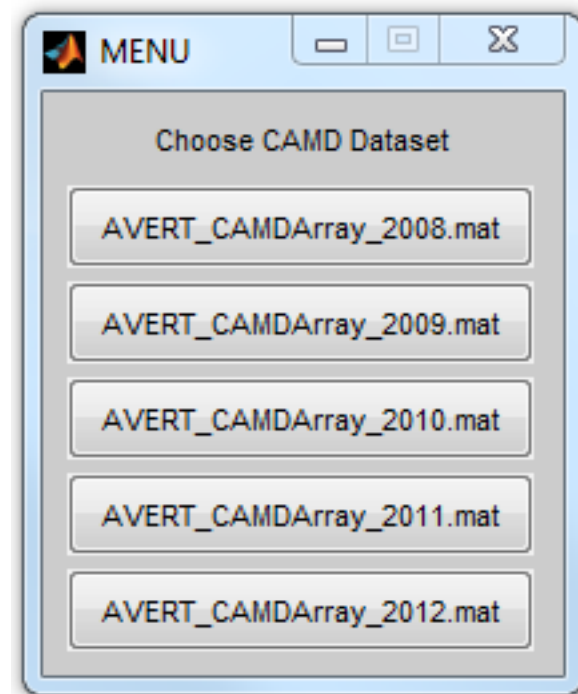 MENU
Choose CAMD Dataset
AVERT_CAMDArray_2008.mat
AVERT_CAMDArray_2009.mat
AVERT_CAMDArray_2010.mat
AVERT_CAMDArray_2011.mat
AVERT_CAMDArray_2012.mat